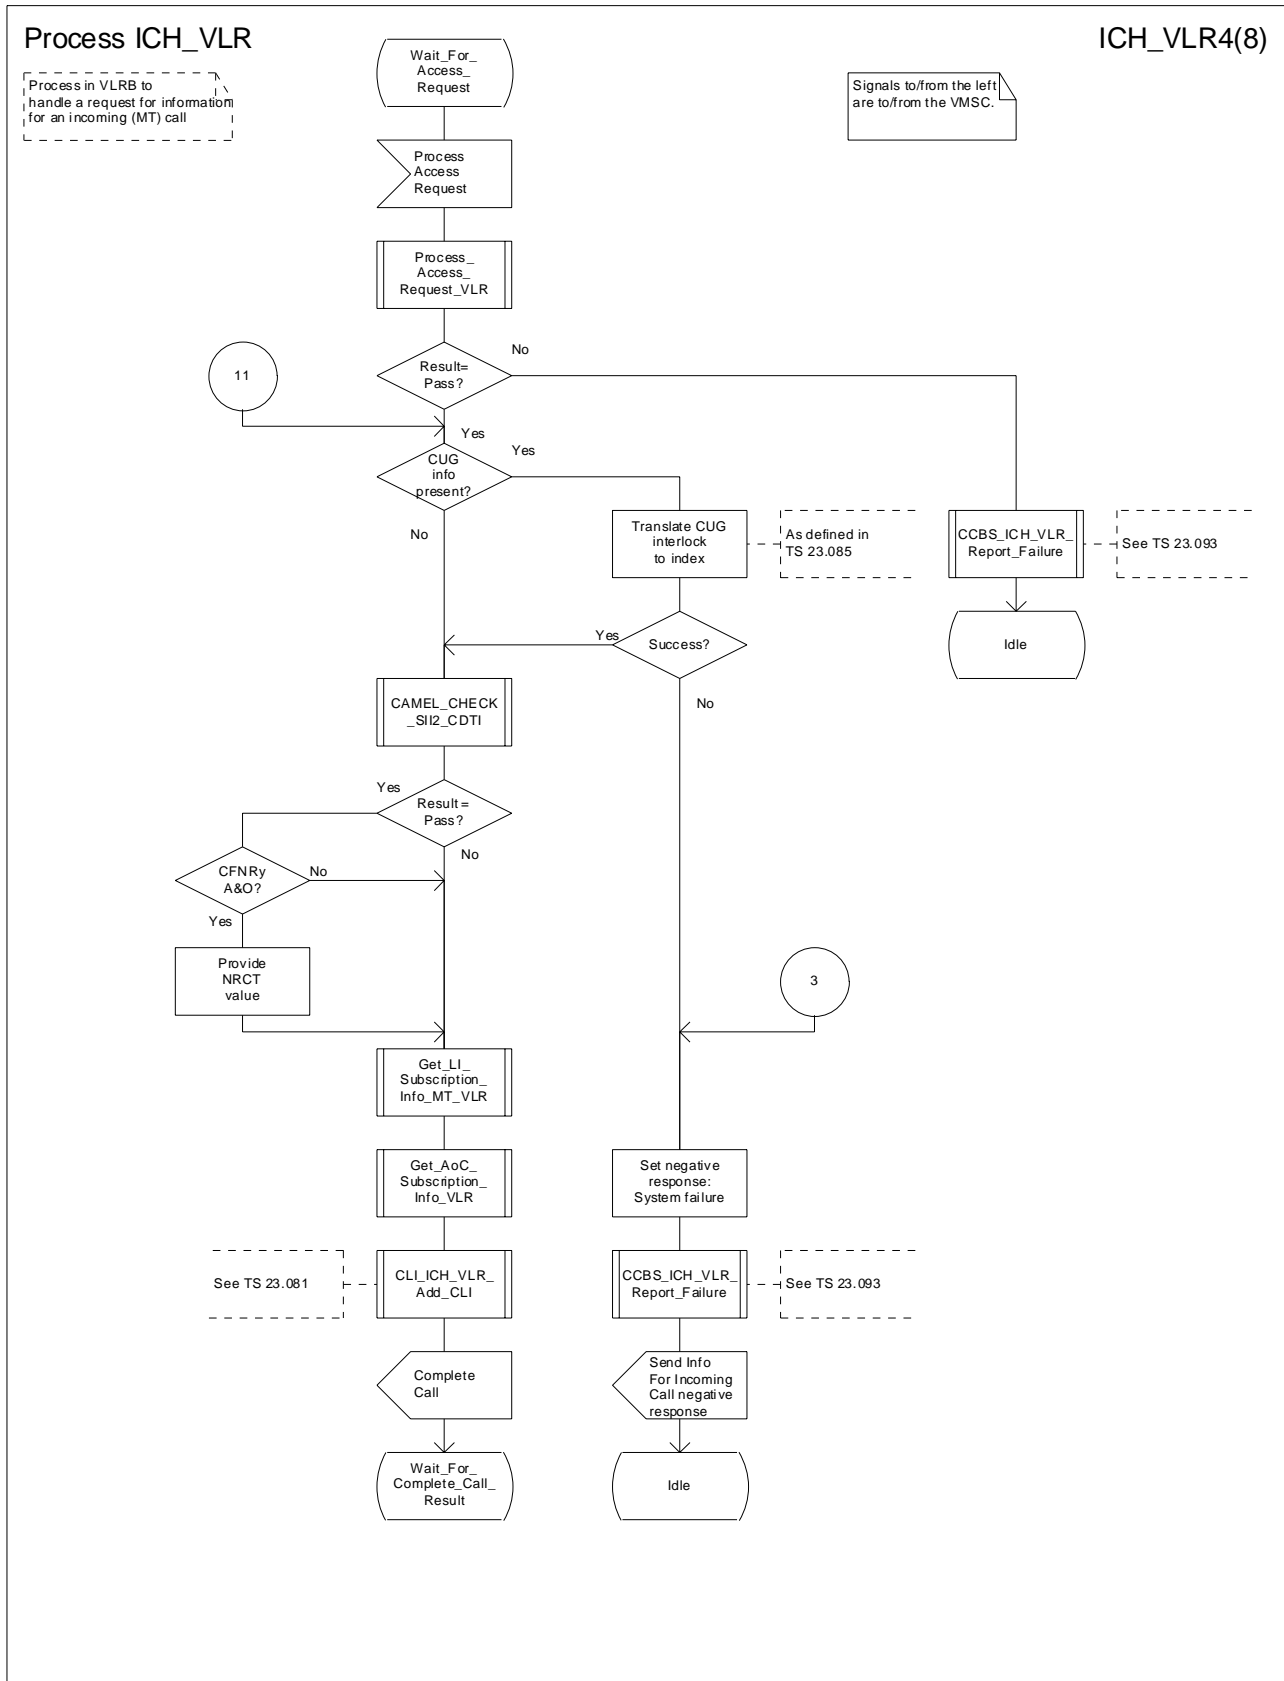 Process ICH_VLR
ICH_VLR4(8)
Process in VLRB to
handle a request for information
for an incoming (MT) call
Wait_For_
Access_
Request
Signals to/from the left
are to/from the VMSC.
Process
Access
Request
Process_
Access_
Request_VLR
No
11
Result=
Pass?
Yes
Yes
CUG
info
present?
No
Translate CUG
interlock
to index
As defined in
TS 23.085
CCBS_ICH_VLR_
Report_Failure
See TS 23.093
Yes
Success?
Idle
No
CAMEL_CHECK
_SII2_CDTI
Yes
Result=
Pass?
No
CFNRy
A&O?
No
Yes
Provide
NRCT
value
3
Get_LI_
Subscription_
Info_MT_VLR
Get_AoC_
Subscription_
Info_VLR
Set negative
response:
System failure
See TS 23.081
CLI_ICH_VLR_
Add_CLI
CCBS_ICH_VLR_
Report_Failure
See TS 23.093
Complete
Call
Send Info
For Incoming
Call negative
response
Wait_For_
Complete_Call_
Result
Idle